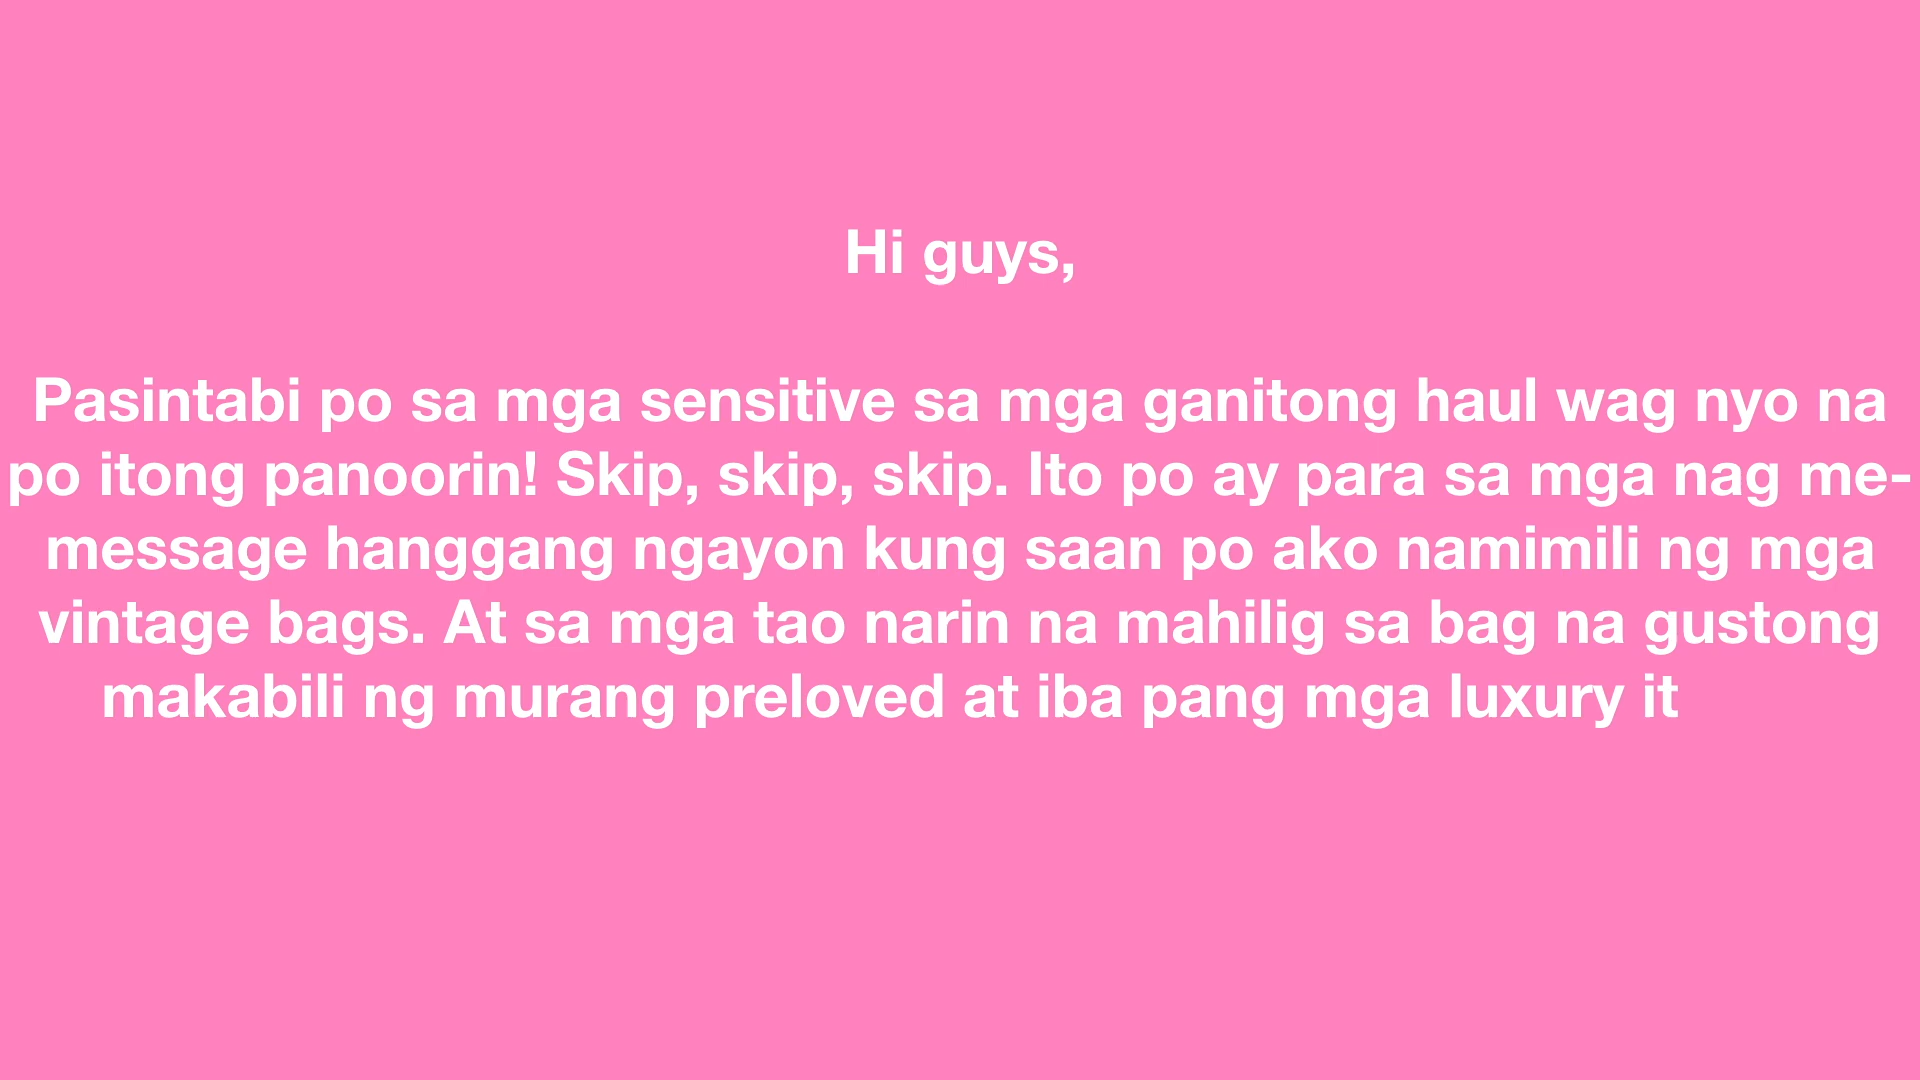 Hi guys,
Pasintabi po sa mga sensitive sa mga ganitong haul wag nyo na
po itong panoorin! Skip, skip, skip. Ito po ay para sa mga nag me-
message hanggang ngayon kung saan po ako namimili ng mga
vintage bags. At sa mga tao narin na mahilig sa bag na gustong
makabili ng murang preloved at iba pang mga luxury it